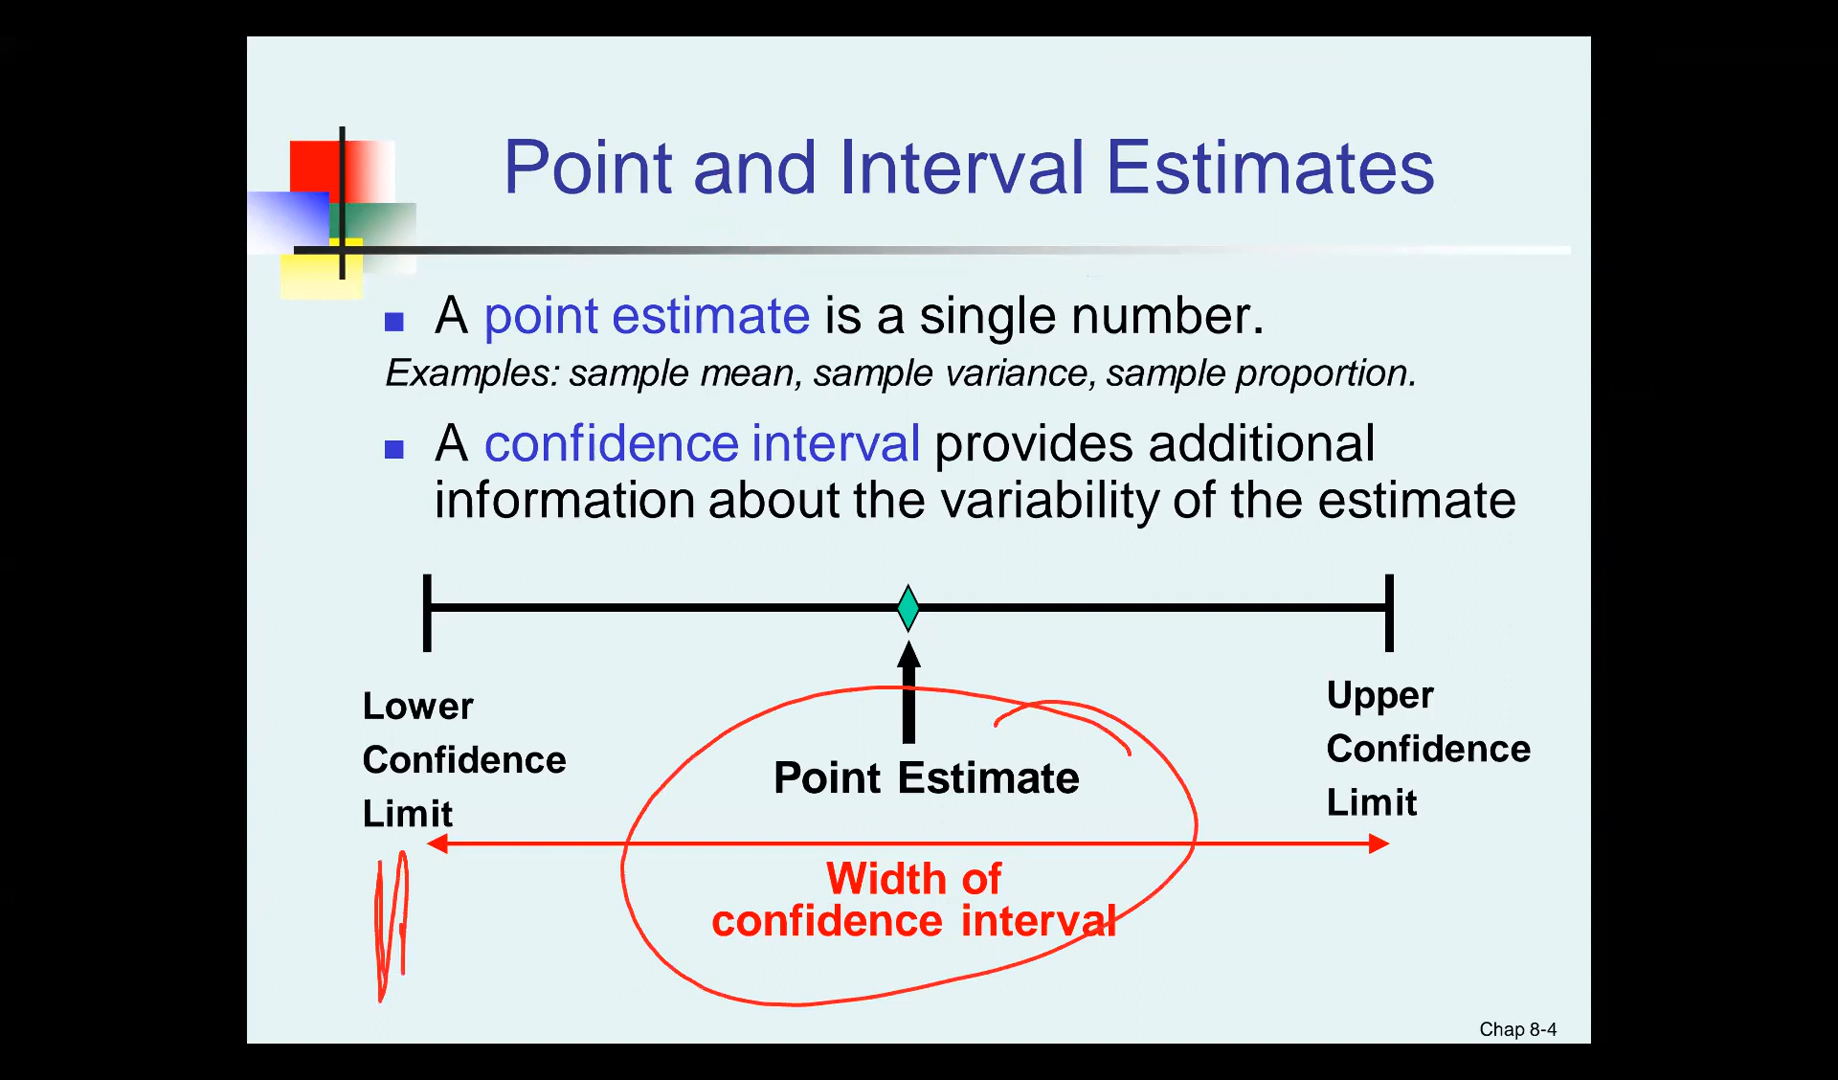 Point and Interval Estimates
A point estimate is a single number.
Examples: sample mean, sample variance, sample proportion.
A confidence interval provides additional
information about the variability of the estimate
Lower
Confidence
Limit
Point Estimate
Upper
Confidence
Limit
Width of
confidence interval
Chap 8-4